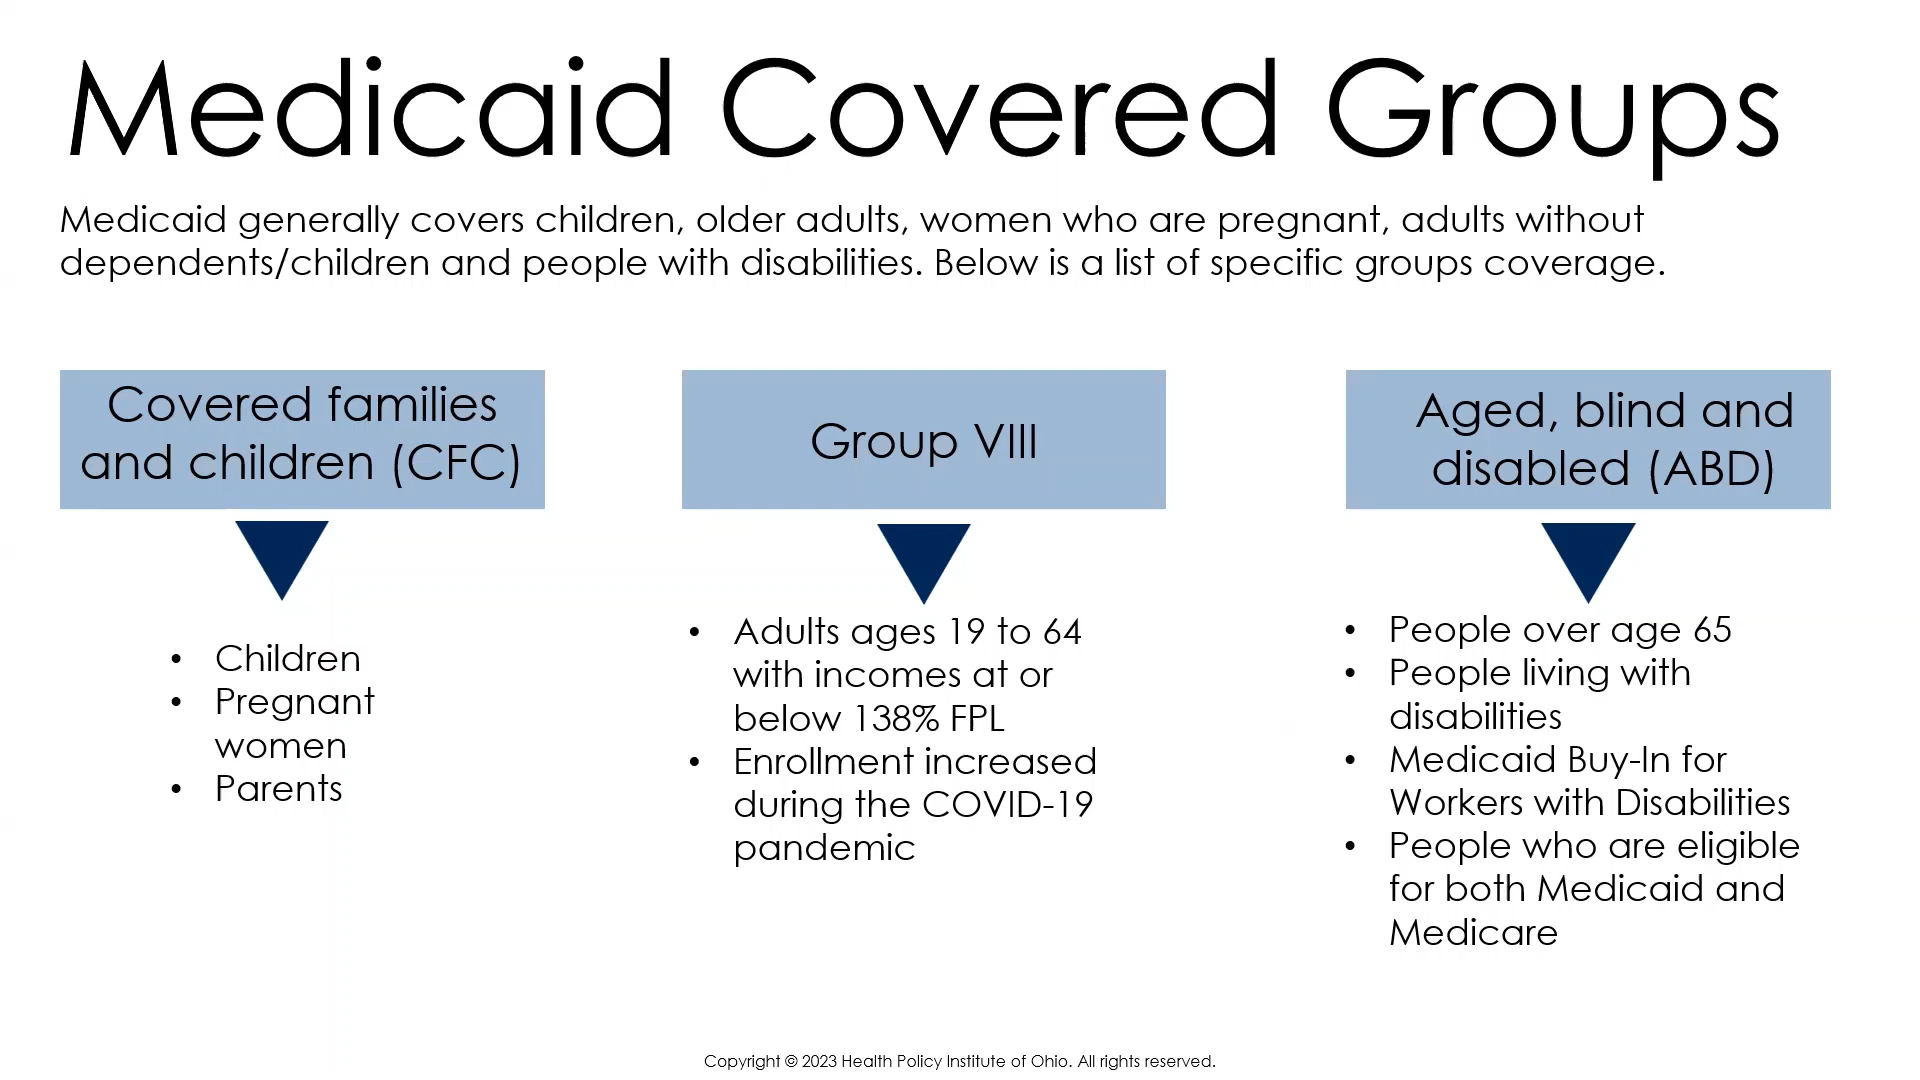 Medicaid Covered Groups
Medicaid generally covers children, older adults, women who are pregnant, adults without
dependents/children and people with disabilities. Below is a list of specific groups coverage.
Covered families
and children (CFC)
• Children
• Pregnant
women
• Parents
Group VIII
• Adults ages 19 to 64
with incomes at or
below 138% FPL
• Enrollment increased
during the COVID-19
pandemic
Aged, blind and
disabled (ABD)
• People over age 65
• People living with
disabilities
• Medicaid Buy-In for
Workers with Disabilities
• People who are eligible
for both Medicaid and
Medicare
Copyright © 2023 Health Policy Institute of Ohio. All rights reserved.